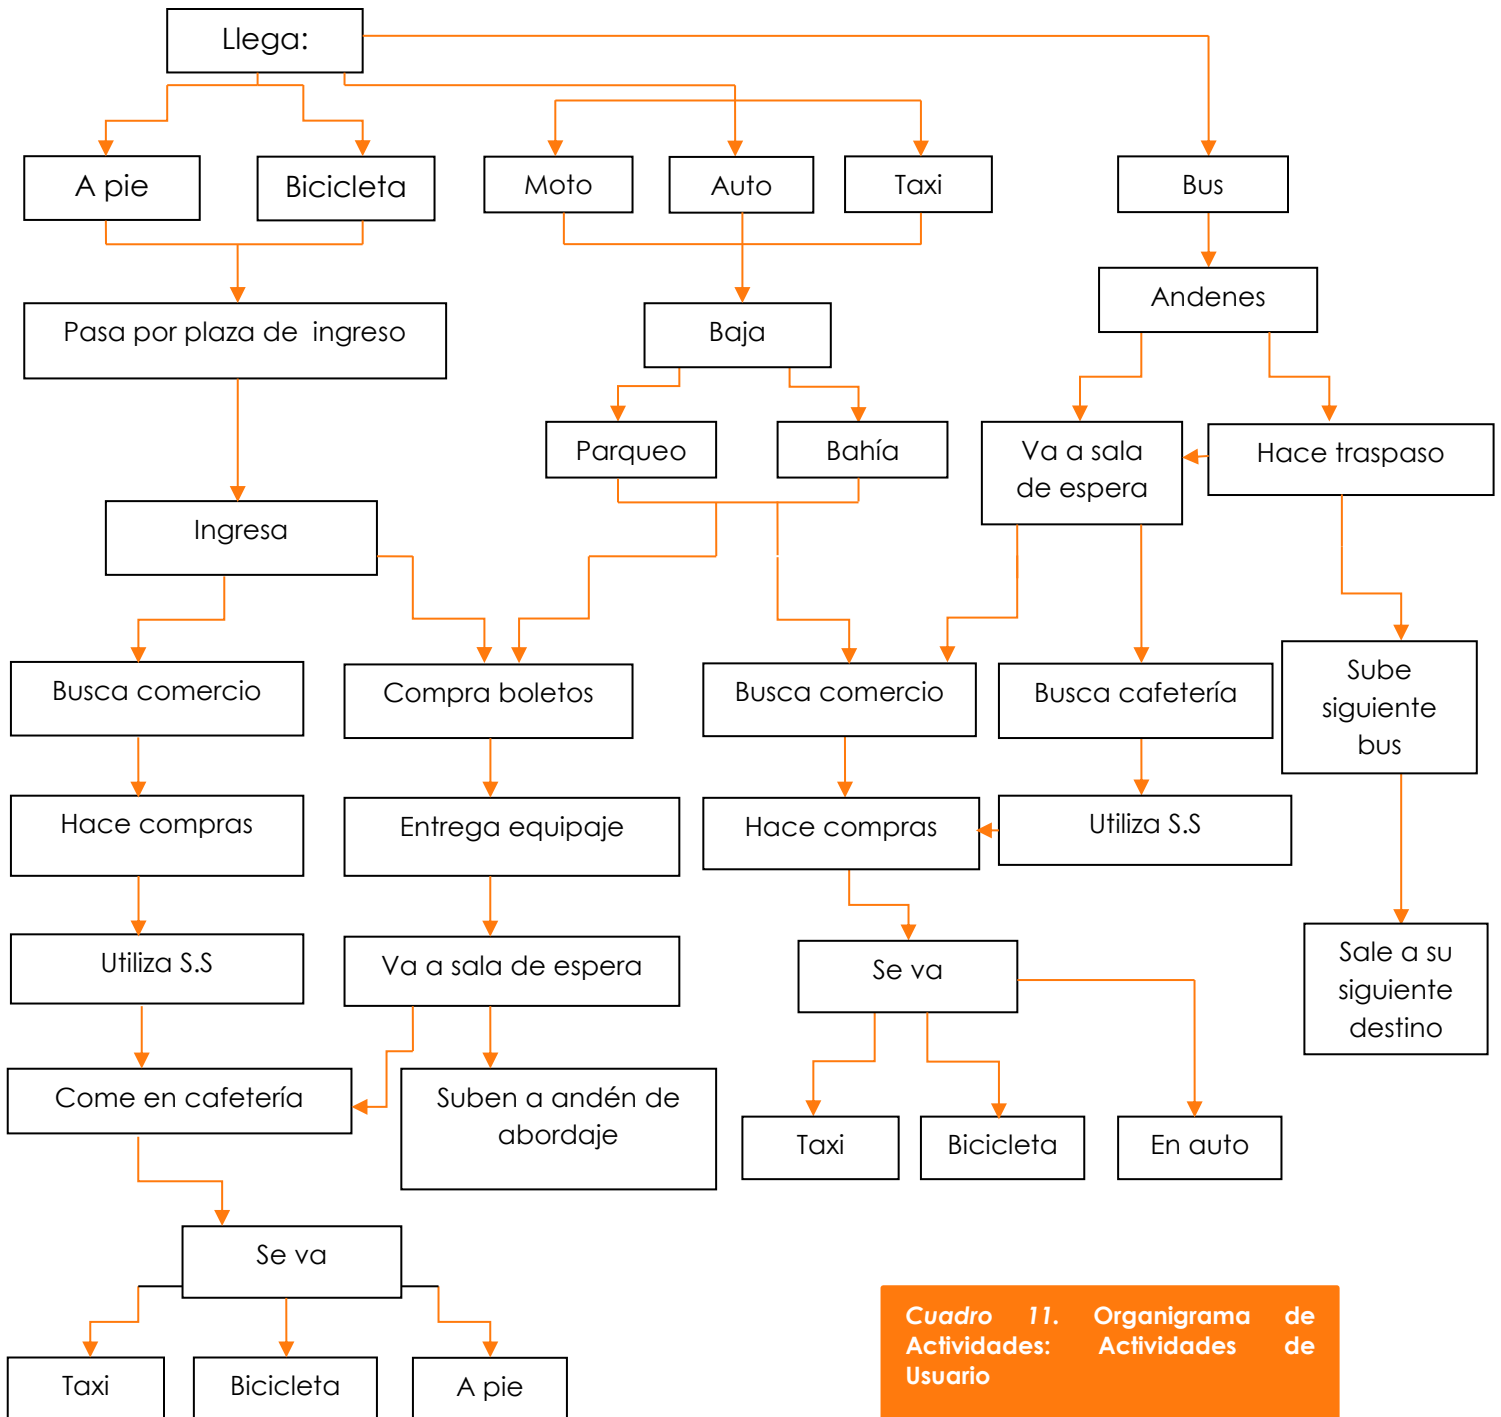 Llega:
A pie
Bicicleta
Moto
Auto
Taxi
Bus
Andenes
Pasa por plaza de ingreso
Baja
Parqueo
Bahía
Va a sala
de espera
Hace traspaso
Ingresa
Busca comercio
Compra boletos
Busca comercio
Busca cafetería
Sube
siguiente
bus
Hace compras
Entrega equipaje
Hace compras
Utiliza S.S
Utiliza S.S
Va a sala de espera
Se va
Sale a su
siguiente
destino
Come en cafetería
Suben a andén de
abordaje
Taxi
Bicicleta
En auto
Se va
Taxi
Bicicleta
A pie
Cuadro 11. Organigrama de
Actividades: Actividades de
Usuario